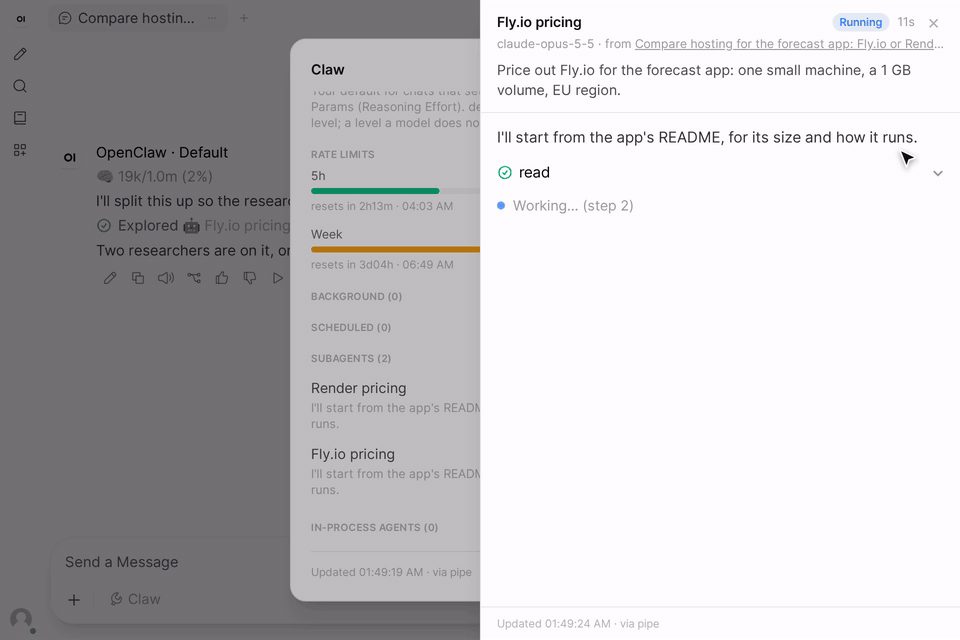 OI
Compare hostin...
OpenClaw · Default
19k/1.0m (2%)
I'll split this up so the resear
Explored Fly.io pricing
Two researchers are on it, or
Send a Message
Claw
Claw
Params (Reasoning Effort). de
level; a level a model does no
RATE LIMITS
5h
resets in 2h13m · 04:03 AM
Week
resets in 3d04h · 06:49 AM
BACKGROUND (0)
SCHEDULED (0)
SUBAGENTS (2)
Render pricing
I'll start from the app's READM
runs.
Fly.io pricing
I'll start from the app's READM
runs.
IN-PROCESS AGENTS (0)
Updated 01:49:19 AM · via pipe
Fly.io pricing
Running 11s
claude-opus-5-5 · from Compare hosting for the forecast app: Fly.io or Rend...
Price out Fly.io for the forecast app: one small machine, a 1 GB
volume, EU region.
I'll start from the app's README, for its size and how it runs.
read
Working... (step 2)
Updated 01:49:24 AM · via pipe